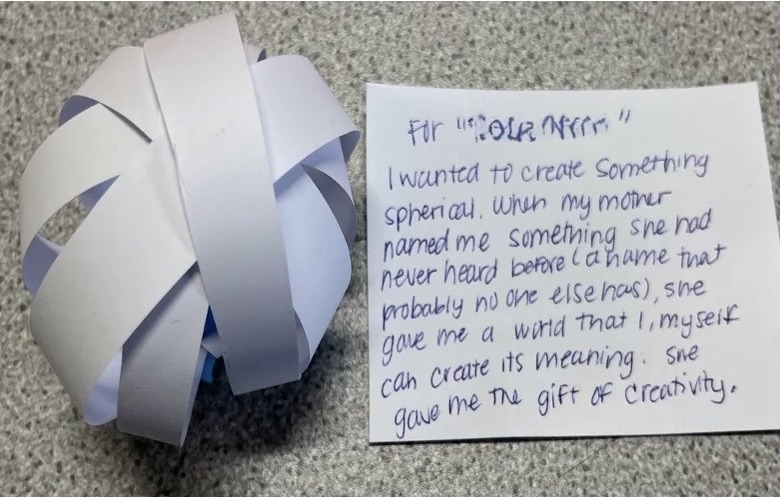 For " "
I wanted to create something
spherical. When my mother
named me something she had
never heard before (a name that
probably no one else has), she
gave me a world that I, myself
can create its meaning. She
gave me the gift of creativity.